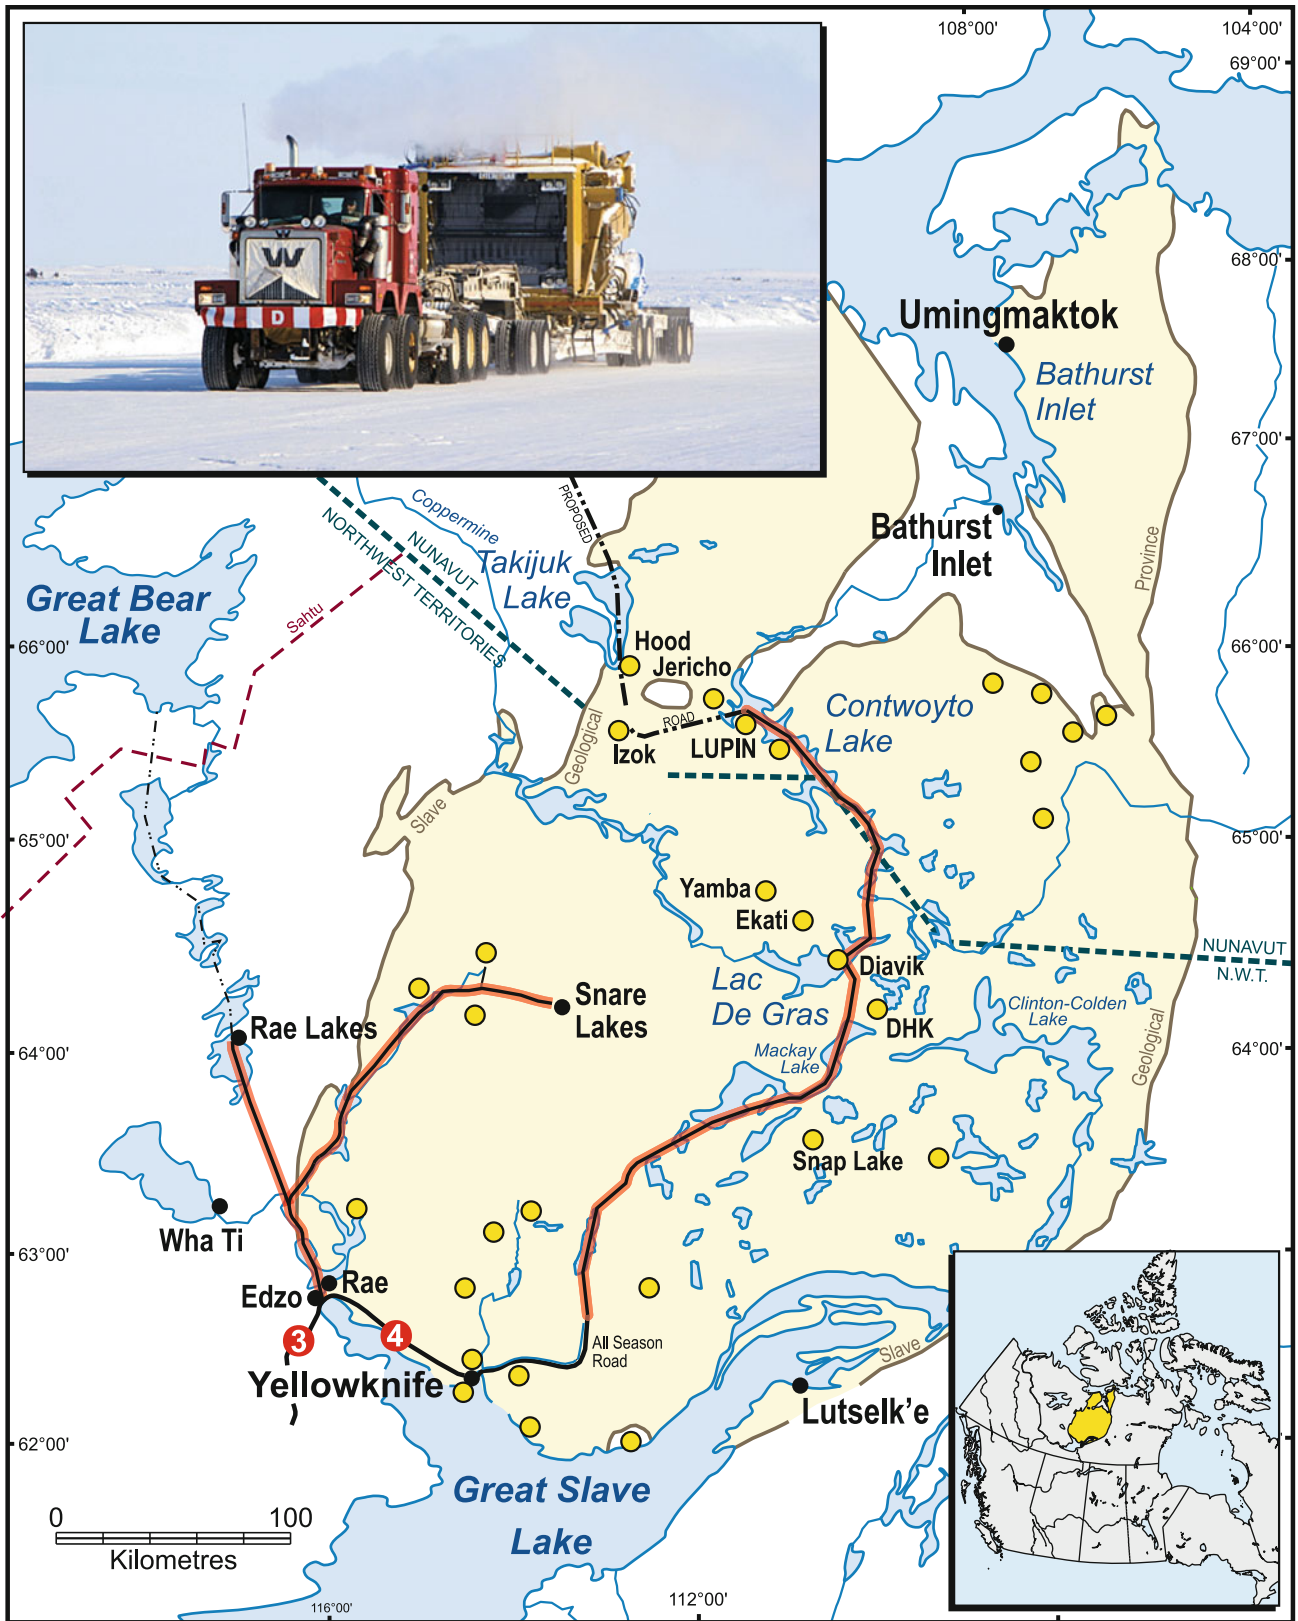 108°00'
104°00'
69°00'
D
68°00'
Umingmaktok
Bathurst
Inlet
67°00'
PROPOSED
Coppermine
NUNAVUT
NORTHWEST TERRITORIES
Takijuk
Lake
Bathurst
Inlet
Province
Great Bear
Lake
Sahtu
66°00'
66°00'
Hood
Jericho
Geological
ROAD
Izok
LUPIN
Contwoyto
Lake
Slave
65°00'
65°00'
Yamba
Ekati
NUNAVUT
N.W.T.
Diavik
Lac
De Gras
Snare
Lakes
DHK
Clinton-Colden
Lake
Rae Lakes
Mackay
Lake
Geological
64°00'
64°00'
Snap Lake
Wha Ti
63°00'
Rae
Edzo
3
4
All Season
Road
Slave
Yellowknife
Lutselk'e
62°00'
Great Slave
Lake
0 100
Kilometres
116°00'
112°00'